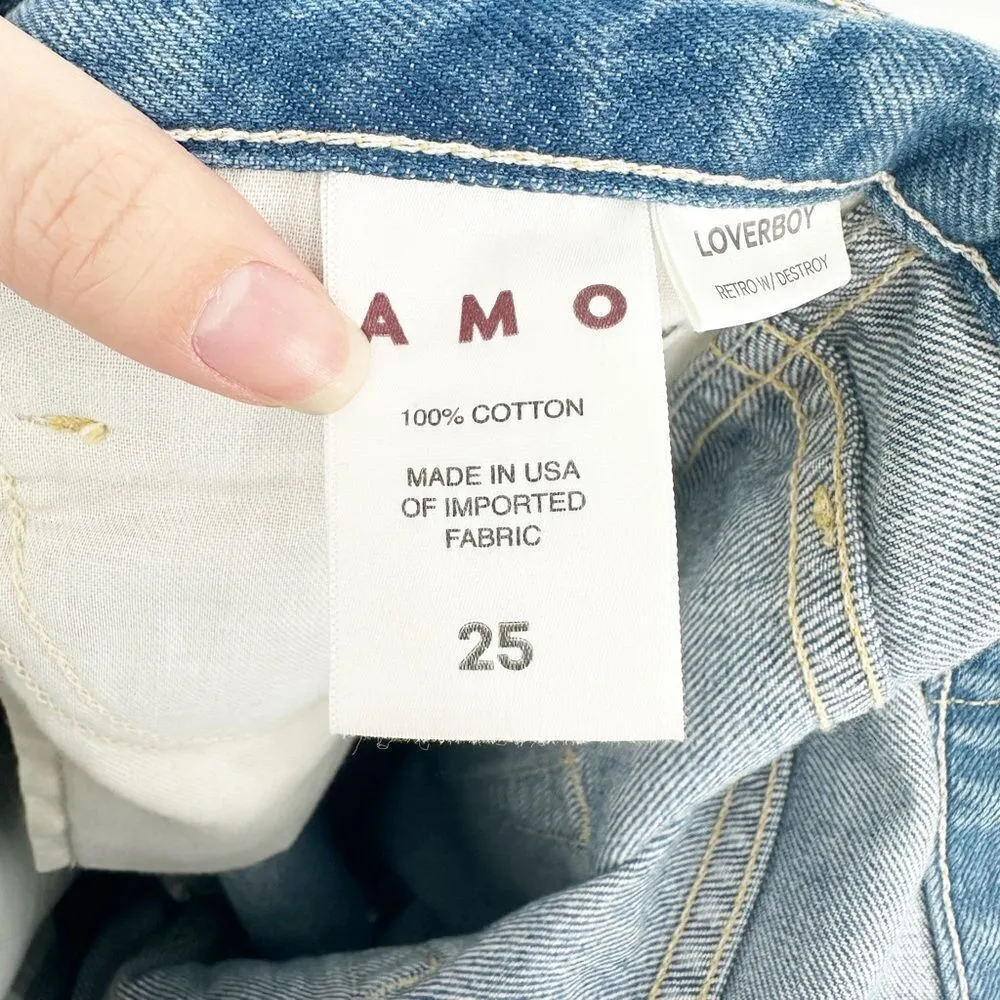 AMO
100% COTTON
MADE IN USA
OF IMPORTED
FABRIC
25
LOVERBOY
RETRO W/ DESTROY